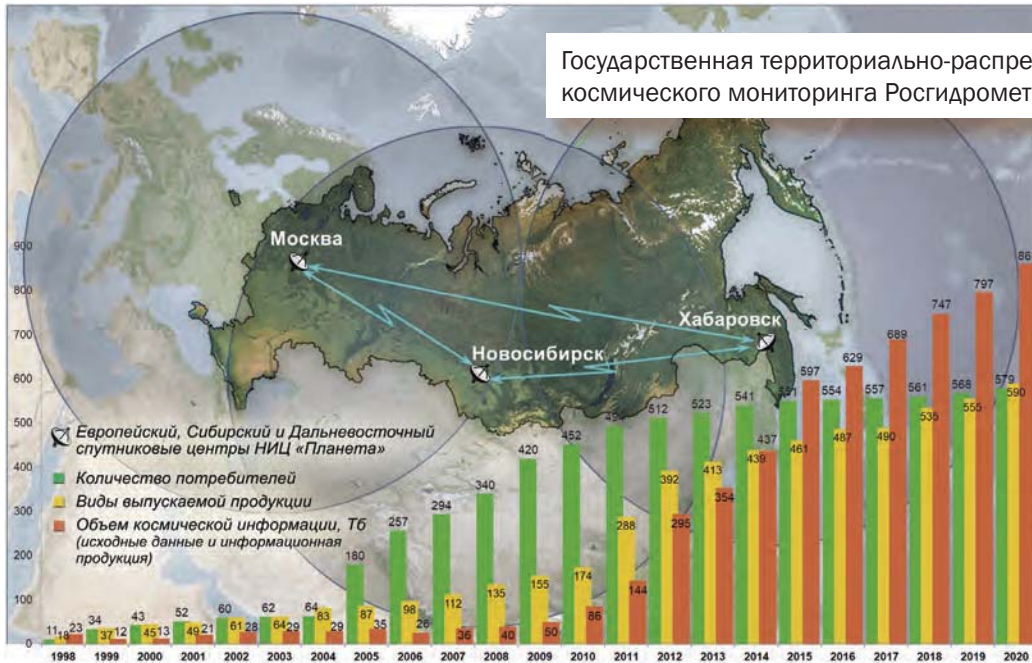 Государственная территориально-распре
космического мониторинга Росгидромет
Москва
Хабаровск
Новосибирск
Европейский, Сибирский и Дальневосточный
спутниковые центры НИЦ «Планета»
Количество потребителей
Виды выпускаемой продукции
Объем космической информации, Тб
(исходные данные и информационная
продукция)
900
800
700
600
500
400
300
200
100
0
11 18 23
34 37 12
43 45 13
52 49 21
60 61 28
62 64 29
64 83 29
180 87 35
257 98 26
294 112 36
340 135 40
420 155 50
452 174 86
288 144
512 392 295
523 413 354
541 439 437
551 461 597
554 487 629
557 490 689
561 535 747
568 555 797
579 590 86
1998 1999 2000 2001 2002 2003 2004 2005 2006 2007 2008 2009 2010 2011 2012 2013 2014 2015 2016 2017 2018 2019 2020